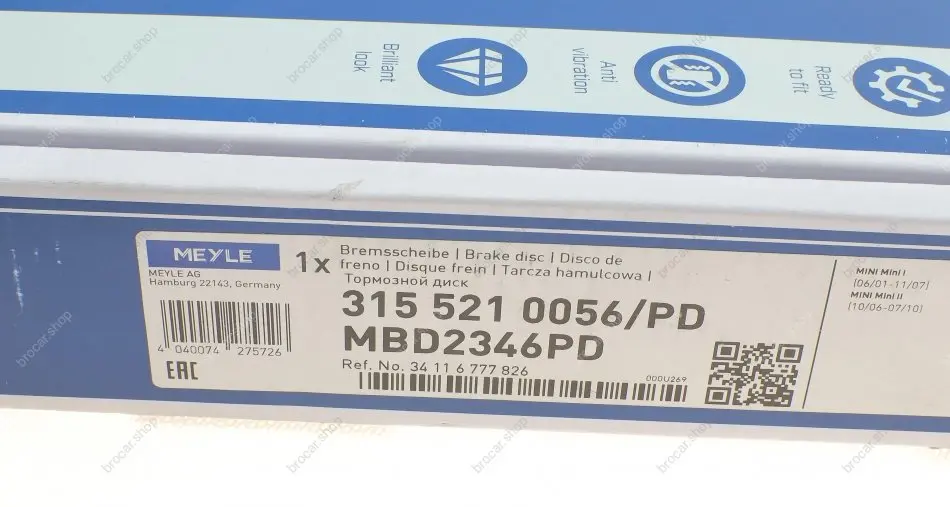 Brilliant
look
Anti
vibration
Ready
to fit
MEYLE
MEYLE AG
Hamburg 22143, Germany
4 040074 275726
EAC
1x
Bremsscheibe | Brake disc | Disco de
freno | Disque frein | Tarcza hamulcowa |
Тормозной диск
315 521 0056/PD
MBD2346PD
Ref. No. 34 11 6 777 826
000U269
MINI Mini I
(06/01-11/07)
MINI Mini II
(10/06-07/10)
brocar.shop